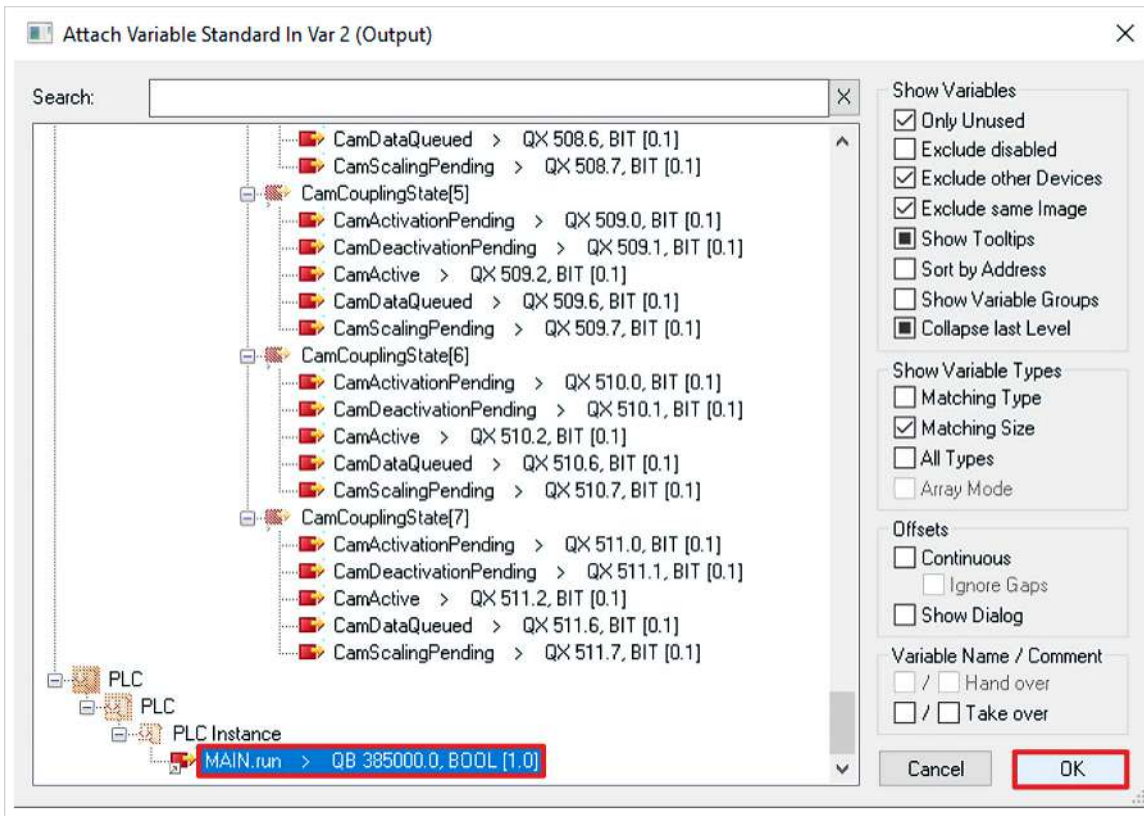 Attach Variable Standard In Var 2 (Output)
Search:
CamDataQueued > QX 508.6, BIT [0.1]
CamScalingPending > QX 508.7, BIT [0.1]
CamCouplingState[5]
CamActivationPending > QX 509.0, BIT [0.1]
CamDeactivationPending > QX 509.1, BIT [0.1]
CamActive > QX 509.2, BIT [0.1]
CamDataQueued > QX 509.6, BIT [0.1]
CamScalingPending > QX 509.7, BIT [0.1]
CamCouplingState[6]
CamActivationPending > QX 510.0, BIT [0.1]
CamDeactivationPending > QX 510.1, BIT [0.1]
CamActive > QX 510.2, BIT [0.1]
CamDataQueued > QX 510.6, BIT [0.1]
CamScalingPending > QX 510.7, BIT [0.1]
CamCouplingState[7]
CamActivationPending > QX 511.0, BIT [0.1]
CamDeactivationPending > QX 511.1, BIT [0.1]
CamActive > QX 511.2, BIT [0.1]
CamDataQueued > QX 511.6, BIT [0.1]
CamScalingPending > QX 511.7, BIT [0.1]
PLC
PLC
PLC Instance
MAIN.run > QB 385000.0, BOOL [1.0]
Show Variables
Only Unused
Exclude disabled
Exclude other Devices
Exclude same Image
Show Tooltips
Sort by Address
Show Variable Groups
Collapse last Level
Show Variable Types
Matching Type
Matching Size
All Types
Array Mode
Offsets
Continuous
Ignore Gaps
Show Dialog
Variable Name / Comment
/ Hand over
/ Take over
Cancel
OK